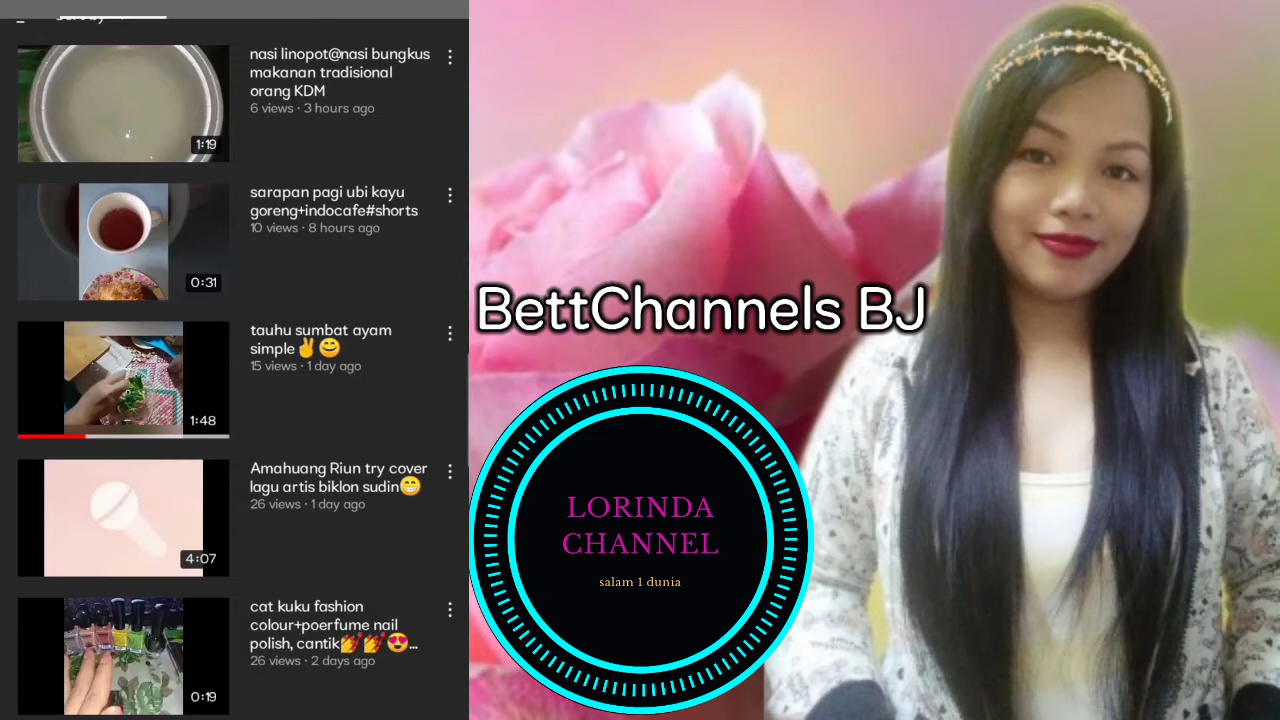 nasi linopot@nasi bungkus
makanan tradisional
orang KDM
6 views · 3 hours ago
1:19
sarapan pagi ubi kayu
goreng+indocafe#shorts
10 views · 8 hours ago
0:31
tauhu sumbat ayam
simple✌😊
15 views · 1 day ago
1:48
Amahuang Riun try cover
lagu artis biklon sudin😁
26 views · 1 day ago
4:07
cat kuku fashion
colour+poerfume nail
polish, cantik💅💅😍...
26 views · 2 days ago
0:19
BettChannels BJ
LORINDA
CHANNEL
salam 1 dunia